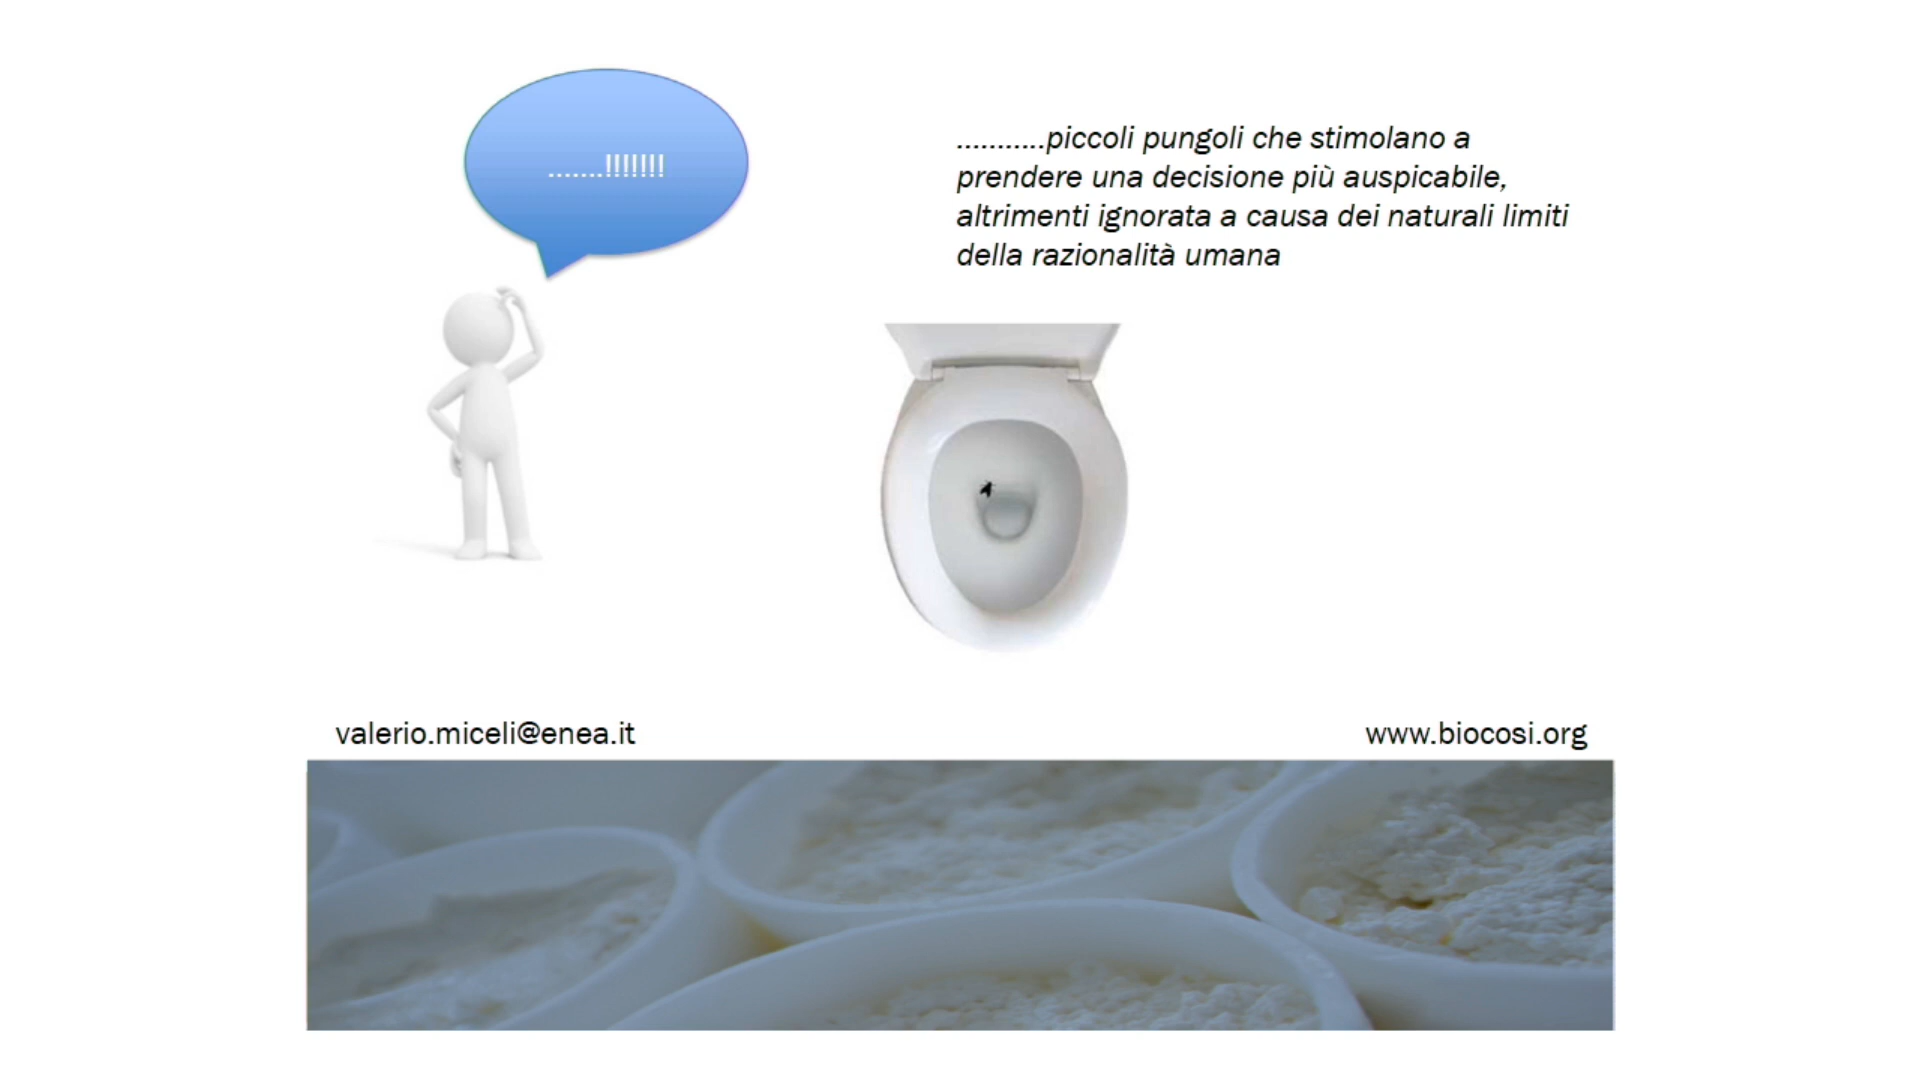 .......!!!!!!!
...........piccoli pungoli che stimolano a
prendere una decisione più auspicabile,
altrimenti ignorata a causa dei naturali limiti
della razionalità umana
valerio.miceli@enea.it
www.biocosi.org